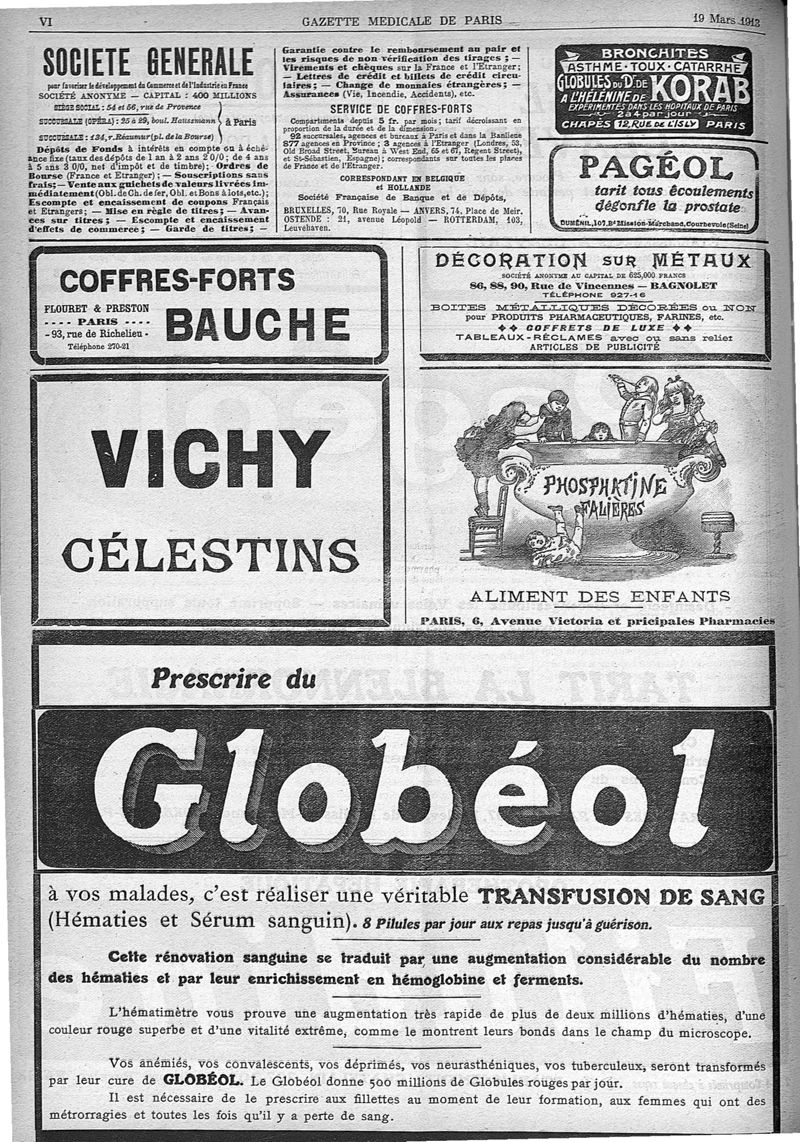 VI
GAZETTE MEDICALE DE PARIS
19 Mars 1913
SOCIETE GENERALE
pour favoriser le développement du Commerce et de l'Industrie en France
SOCIÉTÉ ANONYME — CAPITAL : 400 MILLIONS
SIÈGE SOCIAL : 54 et 56, rue de Provence
SUCCURSALE (OPÉRA) : 25 à 29, boul. Haussmann
SUCCURSALE : 134, r. Réaumur (pl. de la Bourse)
à Paris
Dépôts de Fonds à intérêts en compte ou à éché-
ance fixe (taux des dépôts de 1 an à 2 ans 2 0/0 ; de 4 ans
à 5 ans 3 0/0, net d'impôt et de timbre) ; Ordres de
Bourse (France et Etranger) ; — Souscriptions sans
frais ; — Vente aux guichets de valeurs livrées im-
médiatement (Obl. de Ch. de fer, Obl. et Bons à lots, etc.) ;
Escompte et encaissement de coupons Français
et Etrangers ; — Mise en règle de titres ; — Avan-
ces sur titres ; — Escompte et encaissement
d'effets de commerce ; — Garde de titres ; —
Garantie contre le remboursement au pair et
les risques de non vérification des tirages ; —
Virements et chèques sur la France et l'Etranger ;
— Lettres de crédit et billets de crédit circu-
laires ; — Change de monnaies étrangères ; —
Assurances (Vie, Incendie, Accidents), etc.
SERVICE DE COFFRES-FORTS
Compartiments depuis 5 fr. par mois ; tarif décroissant en
proportion de la durée et de la dimension.
92 succursales, agences et bureaux à Paris et dans la Banlieue
877 agences en Province ; 3 agences à l'Etranger (Londres, 53,
Old Broad Street, Bureau à West End, 65 et 67, Regent Street),
et St-Sébastien, Espagne) ; correspondants sur toutes les places
de France et de l'Etranger.
CORRESPONDANT EN BELGIQUE
et HOLLANDE
Société Française de Banque et de Dépôts,
BRUXELLES, 70, Rue Royale — ANVERS, 74, Place de Meir.
OSTENDE : 21, avenue Léopold — ROTTERDAM, 103,
Leuvehaven.
BRONCHITES
ASTHME - TOUX - CATARRHE
GLOBULES DU Dr. DE KORAB
A L'HÉLÉNINE DE
EXPÉRIMENTÉS DANS LES HÔPITAUX DE PARIS
2 à 4 par jour
CHAPÈS 12, RUE DE L'ISLY PARIS
PAGÉOL
tarit tous écoulements
dégonfle la prostate
DUMÉNIL, 107, Bd Mission-Marchand, Courbevoie (Seine)
COFFRES-FORTS
FLOURET & PRESTON
---- PARIS ----
- 93, rue de Richelieu -
Téléphone 270-21
BAUCHE
DÉCORATION SUR MÉTAUX
SOCIÉTÉ ANONYME AU CAPITAL DE 625,000 FRANCS
86, 88, 90, Rue de Vincennes — BAGNOLET
TÉLÉPHONE 927-16
BOITES MÉTALLIQUES DÉCORÉES ou NON
pour PRODUITS PHARMACEUTIQUES, FARINES, etc.
COFFRETS DE LUXE
TABLEAUX-RÉCLAMES avec ou sans relief
ARTICLES DE PUBLICITÉ
VICHY
CÉLESTINS
PHOSPHATINE
FALIÈRES
ALIMENT DES ENFANTS
PARIS, 6, Avenue Victoria et pricipales Pharmacies
Prescrire du
Globéol
à vos malades, c'est réaliser une véritable TRANSFUSION DE SANG
(Hématies et Sérum sanguin). 8 Pilules par jour aux repas jusqu'à guérison.
Cette rénovation sanguine se traduit par une augmentation considérable du nombre
des hématies et par leur enrichissement en hémoglobine et ferments.
L'hématimètre vous prouve une augmentation très rapide de plus de deux millions d'hématies, d'une
couleur rouge superbe et d'une vitalité extrême, comme le montrent leurs bonds dans le champ du microscope.
Vos anémiés, vos convalescents, vos déprimés, vos neurasthéniques, vos tuberculeux, seront transformés
par leur cure de GLOBÉOL. Le Globéol donne 500 millions de Globules rouges par jour.
Il est nécessaire de le prescrire aux fillettes au moment de leur formation, aux femmes qui ont des
métrorragies et toutes les fois qu'il y a perte de sang.